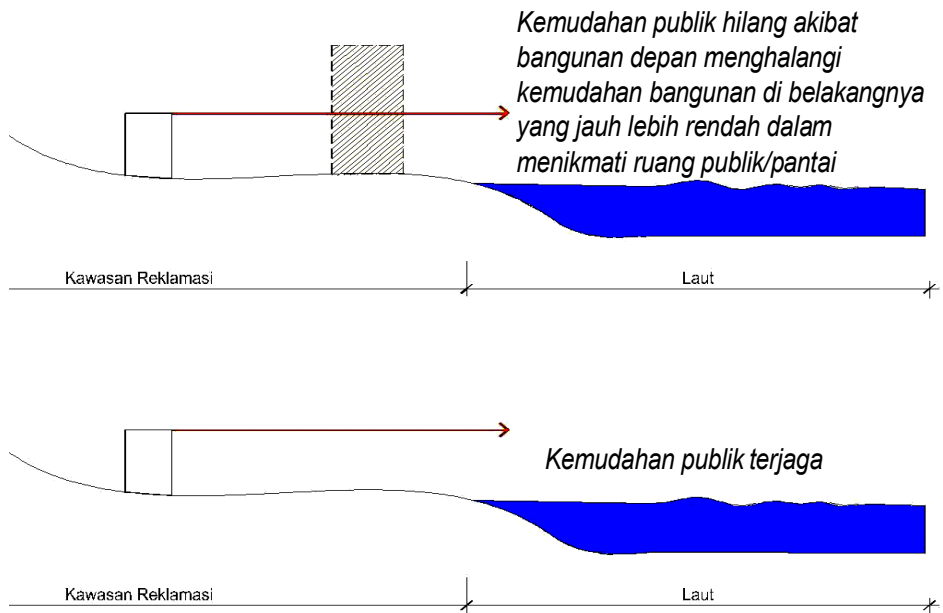 Kemudahan publik hilang akibat
bangunan depan menghalangi
kemudahan bangunan di belakangnya
yang jauh lebih rendah dalam
menikmati ruang publik/pantai
Kawasan Reklamasi
Laut
Kemudahan publik terjaga
Kawasan Reklamasi
Laut